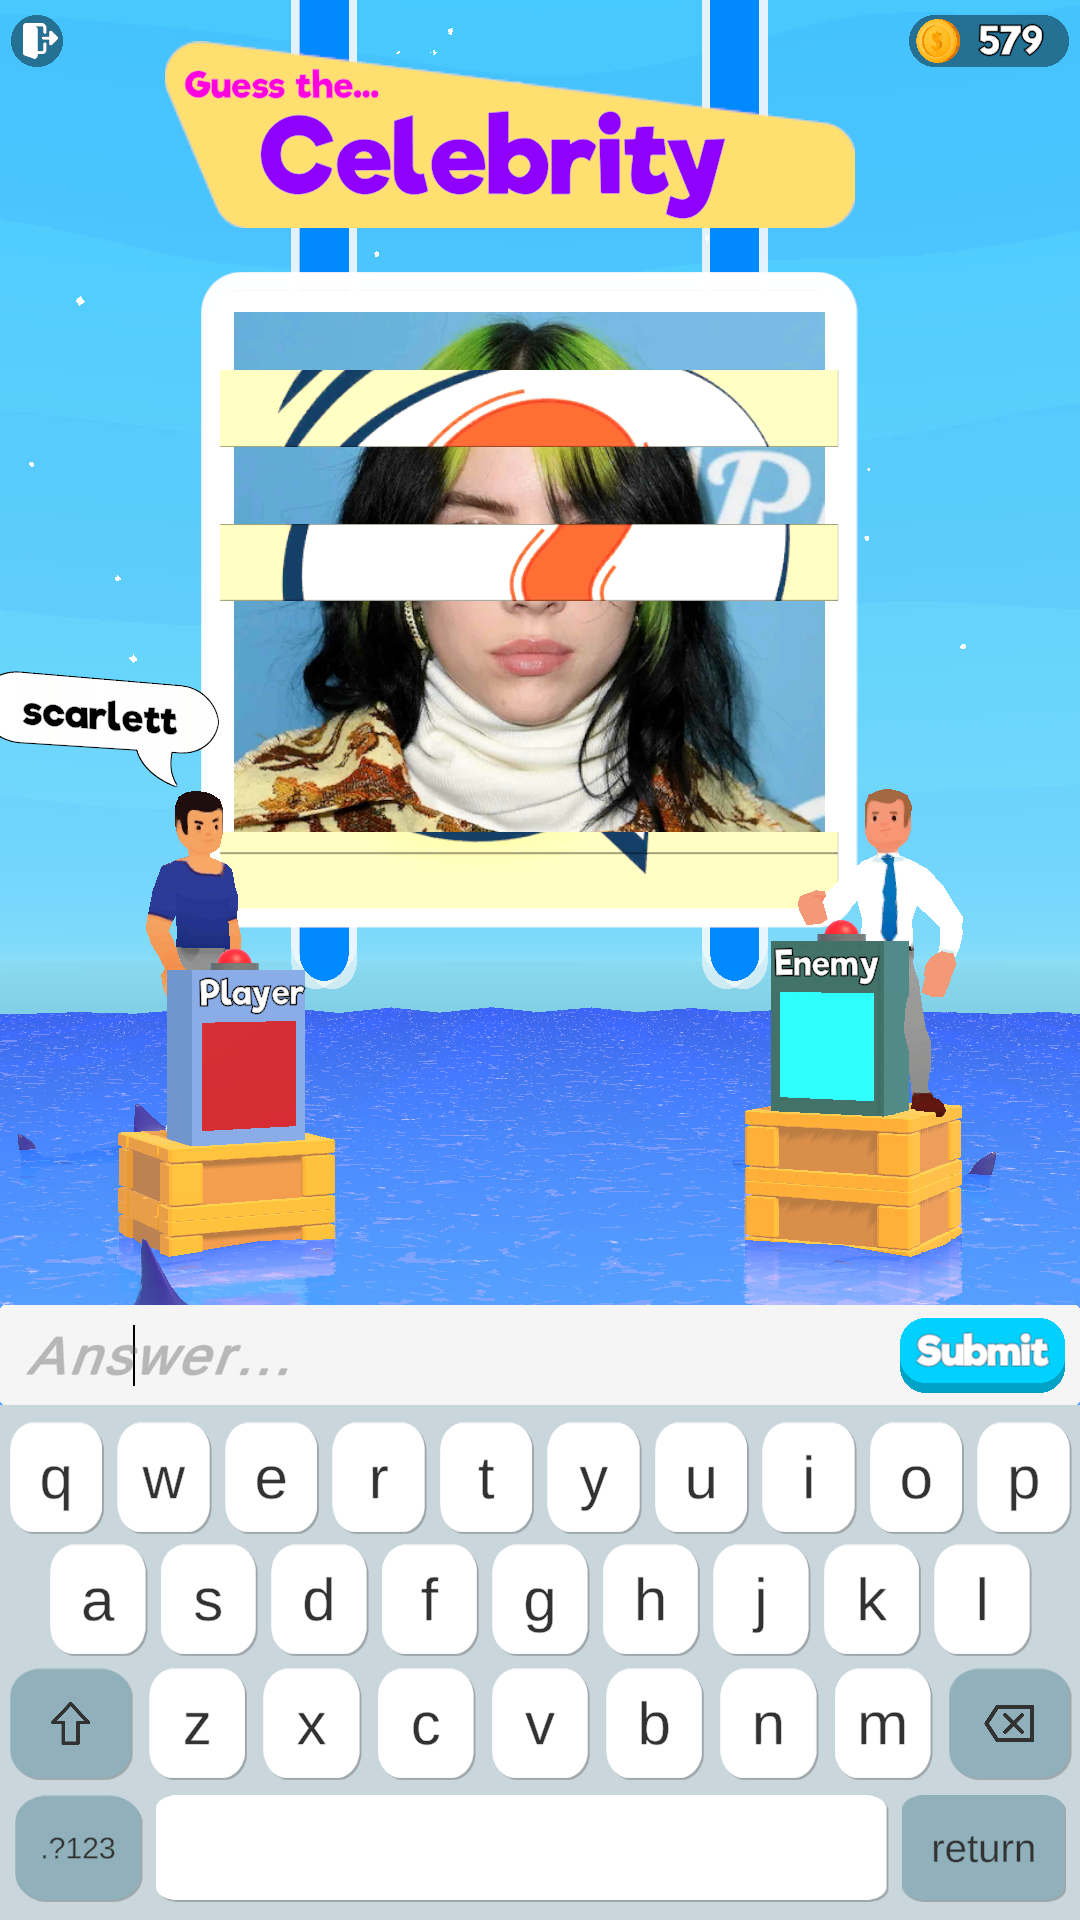 579
Guess the...
Celebrity
?
R
scarlett
Player
Enemy
Answer...
Submit
q w e r t y u i o p
a s d f g h j k l
z x c v b n m
.?123 return